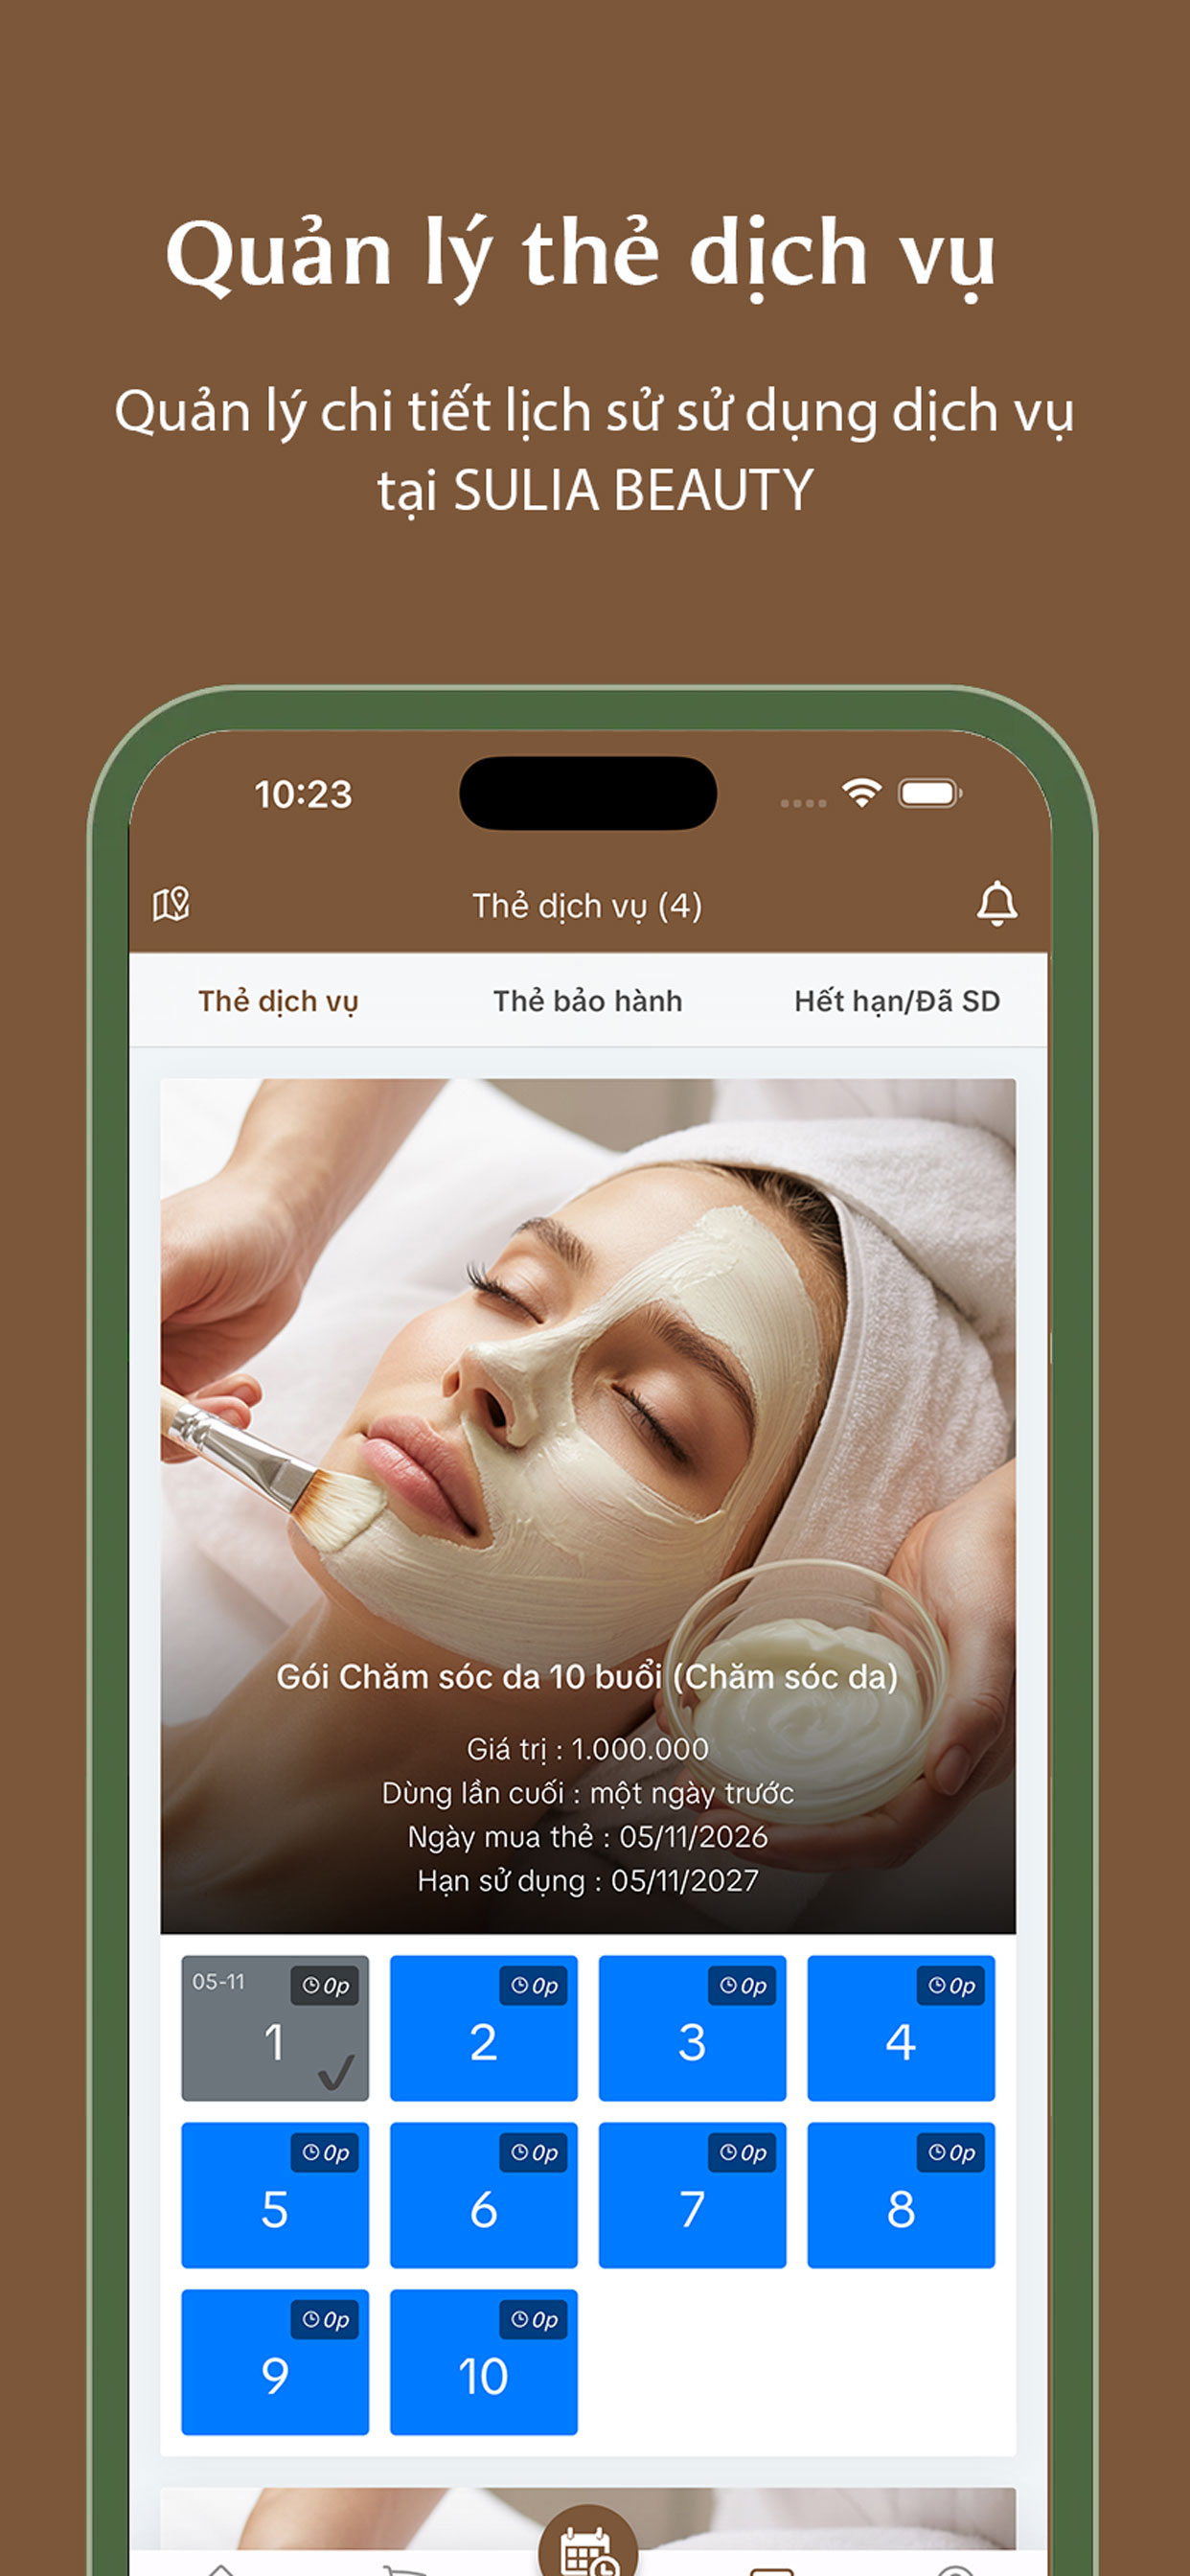 Quản lý thẻ dịch vụ
Quản lý chi tiết lịch sử sử dụng dịch vụ
tại SULIA BEAUTY
10:23
Thẻ dịch vụ (4)
Thẻ dịch vụ Thẻ bảo hành Hết hạn/Đã SD
Gói Chăm sóc da 10 buổi (Chăm sóc da)
Giá trị : 1.000.000
Dùng lần cuối : một ngày trước
Ngày mua thẻ : 05/11/2026
Hạn sử dụng : 05/11/2027
05-11 0p 0p 0p 0p
1 2 3 4
0p 0p 0p 0p
5 6 7 8
0p 0p
9 10